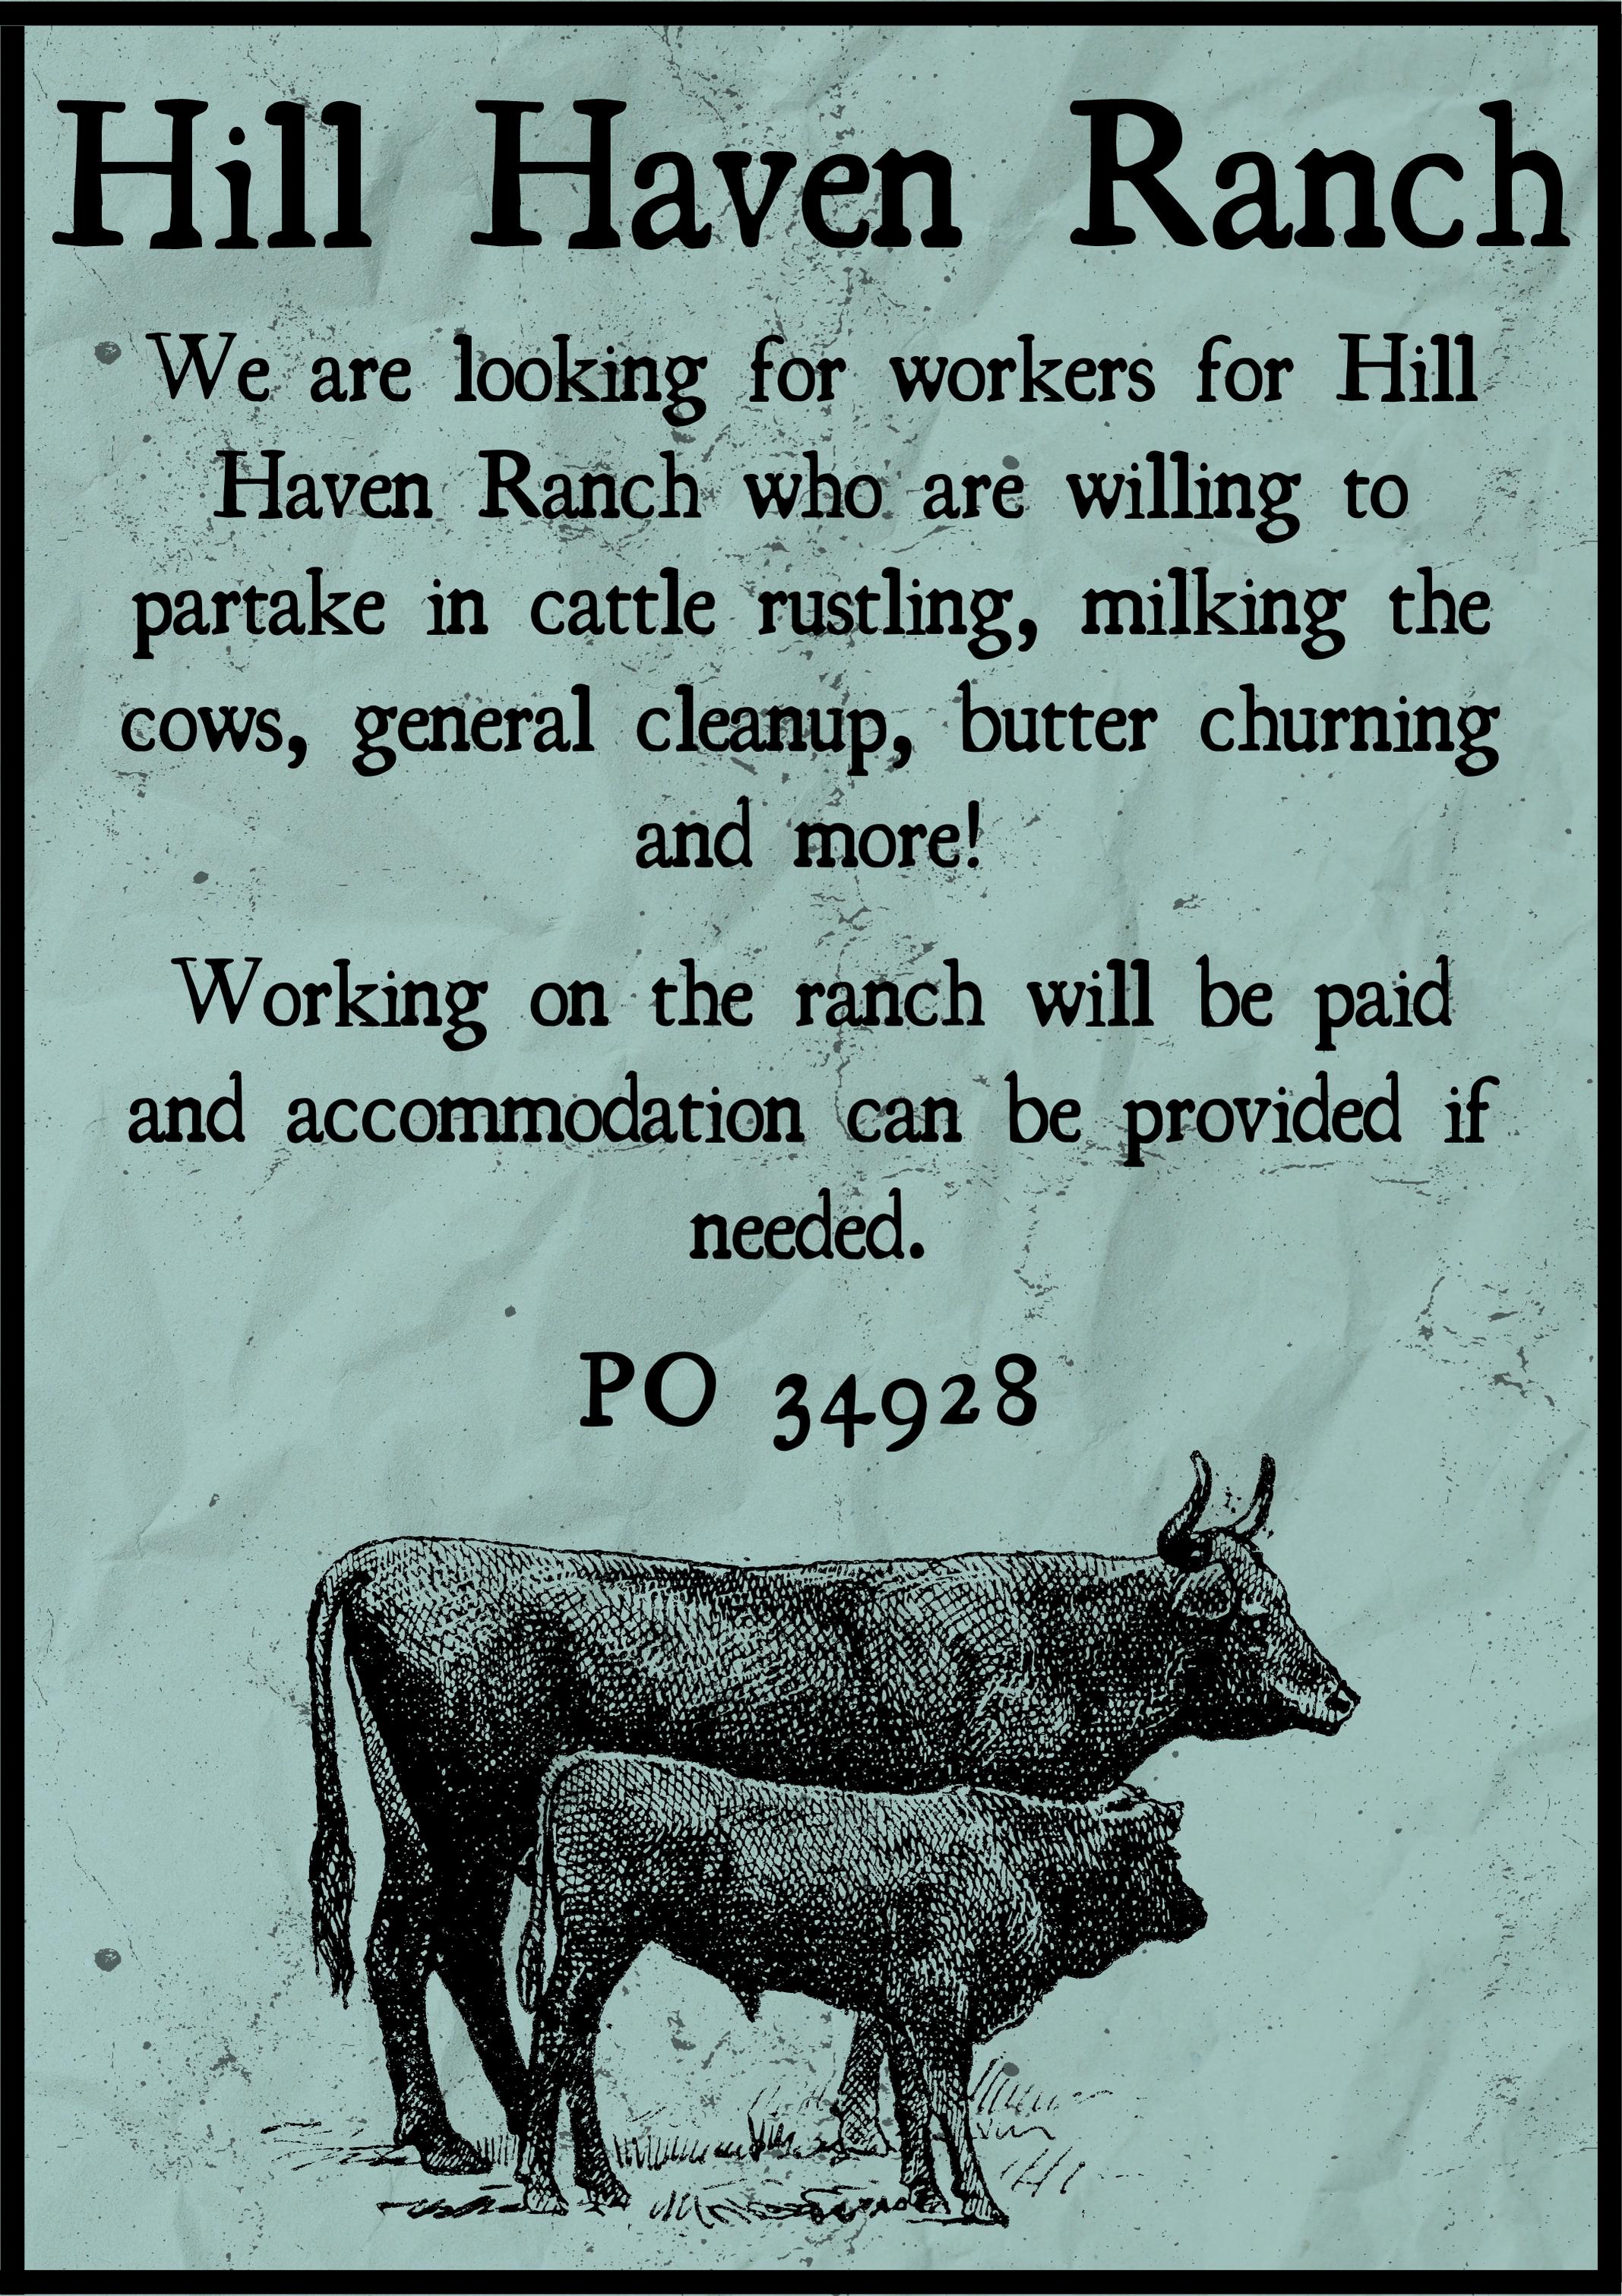 Hill Haven Ranch
We are looking for workers for Hill
Haven Ranch who are willing to
partake in cattle rustling, milking the
cows, general cleanup, butter churning
and more!
Working on the ranch will be paid
and accommodation can be provided if
needed.
PO 34928